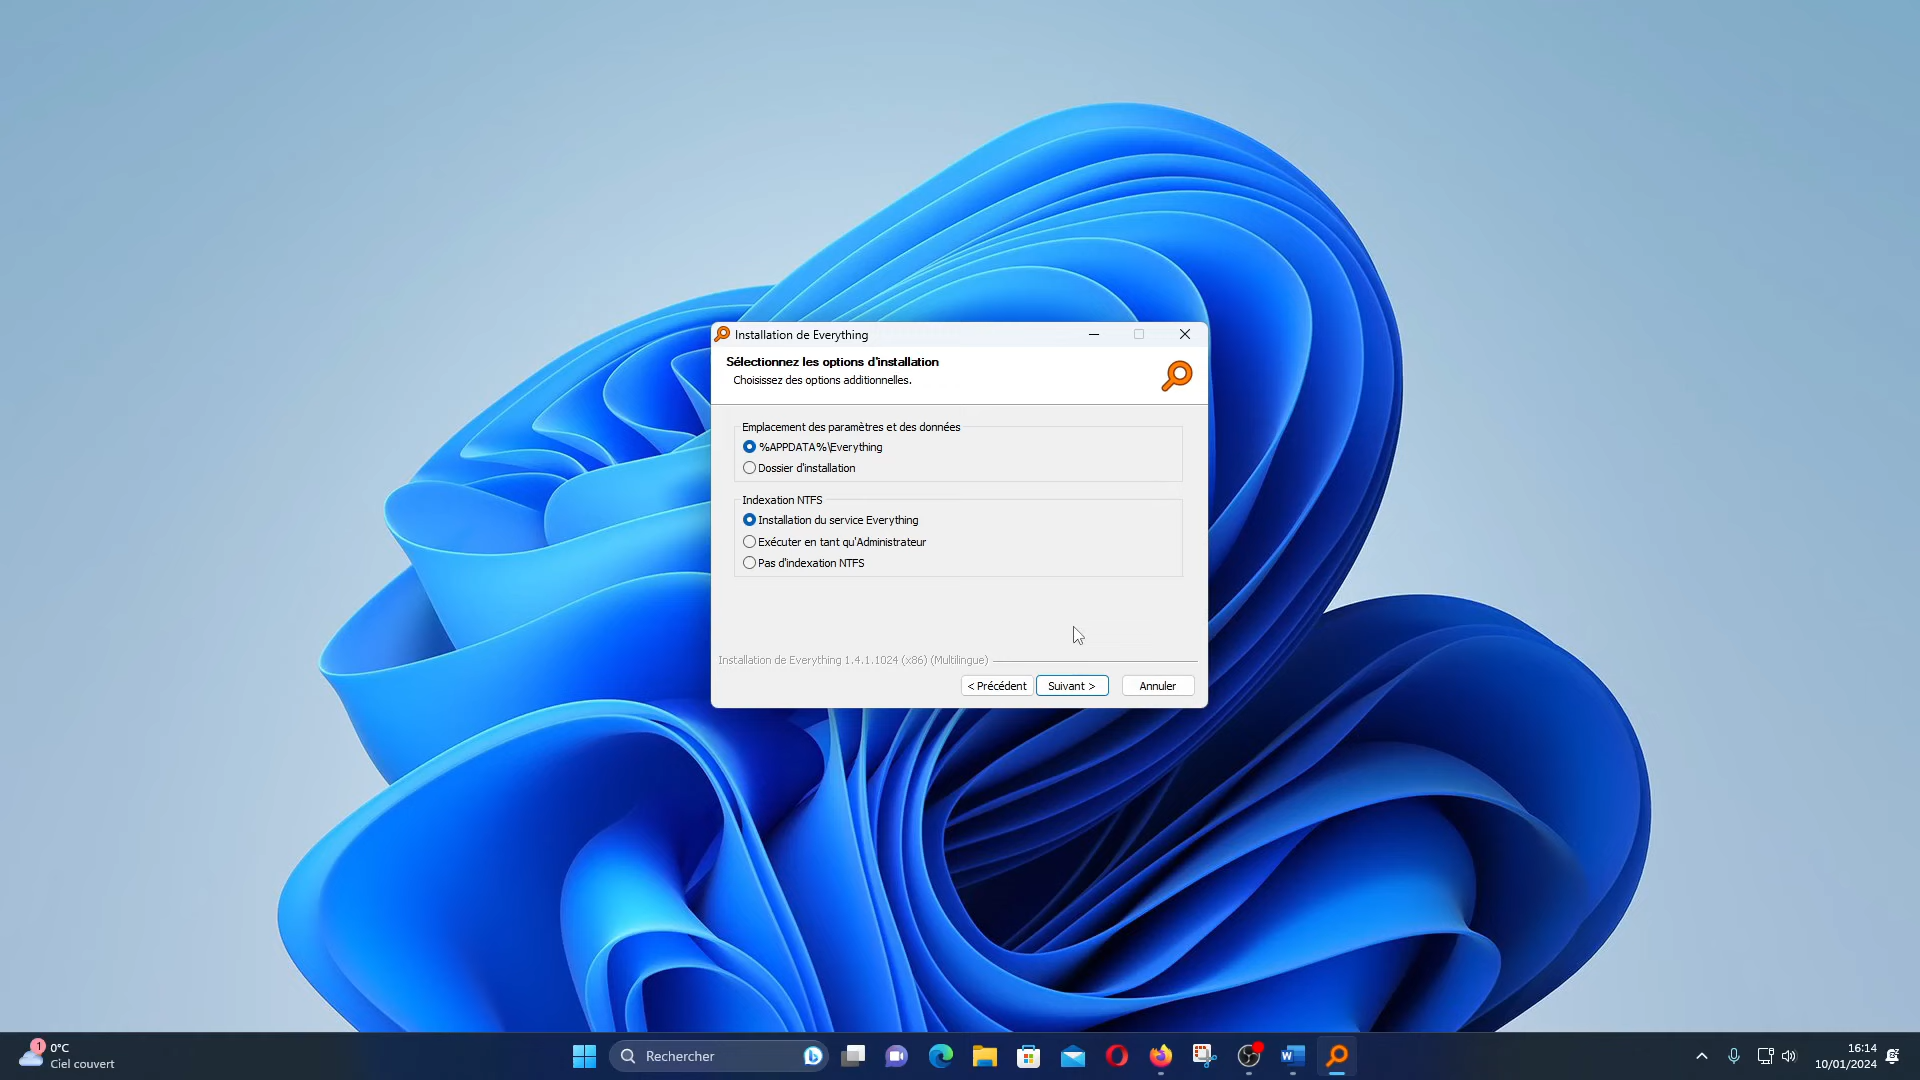 Installation de Everything
Sélectionnez les options d'installation
Choisissez des options additionnelles.
Emplacement des paramètres et des données
%APPDATA%\Everything
Dossier d'installation
Indexation NTFS
Installation du service Everything
Exécuter en tant qu'Administrateur
Pas d'indexation NTFS
Installation de Everything 1.4.1.1024 (x86) (Multilingue)
< Précédent
Suivant >
Annuler
1
0°C
Ciel couvert
Rechercher
16:14
10/01/2024